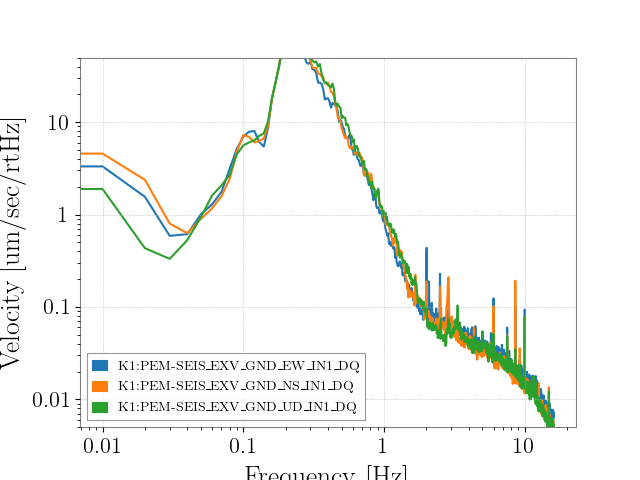 Velocity [um/sec/rtHz]
10
1
0.1
0.01
K1:PEM-SEIS_EXV_GND_EW_IN1_DQ
K1:PEM-SEIS_EXV_GND_NS_IN1_DQ
K1:PEM-SEIS_EXV_GND_UD_IN1_DQ
0.01 0.1 1 10
Frequency [Hz]